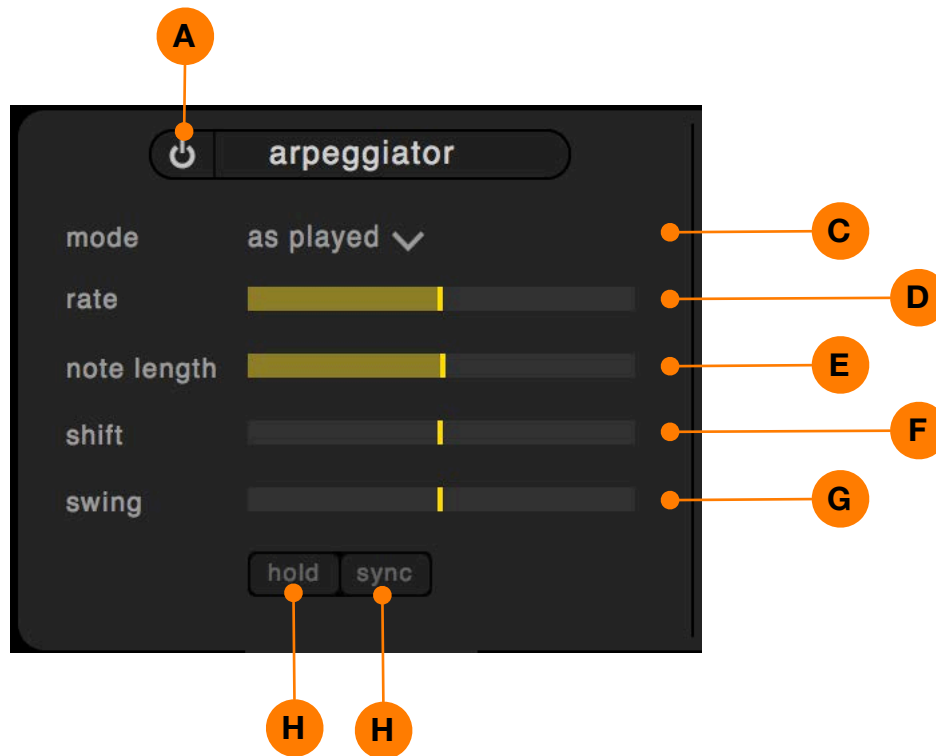 A
arpeggiator
mode as played C
rate D
note length E
shift F
swing G
hold sync
H H